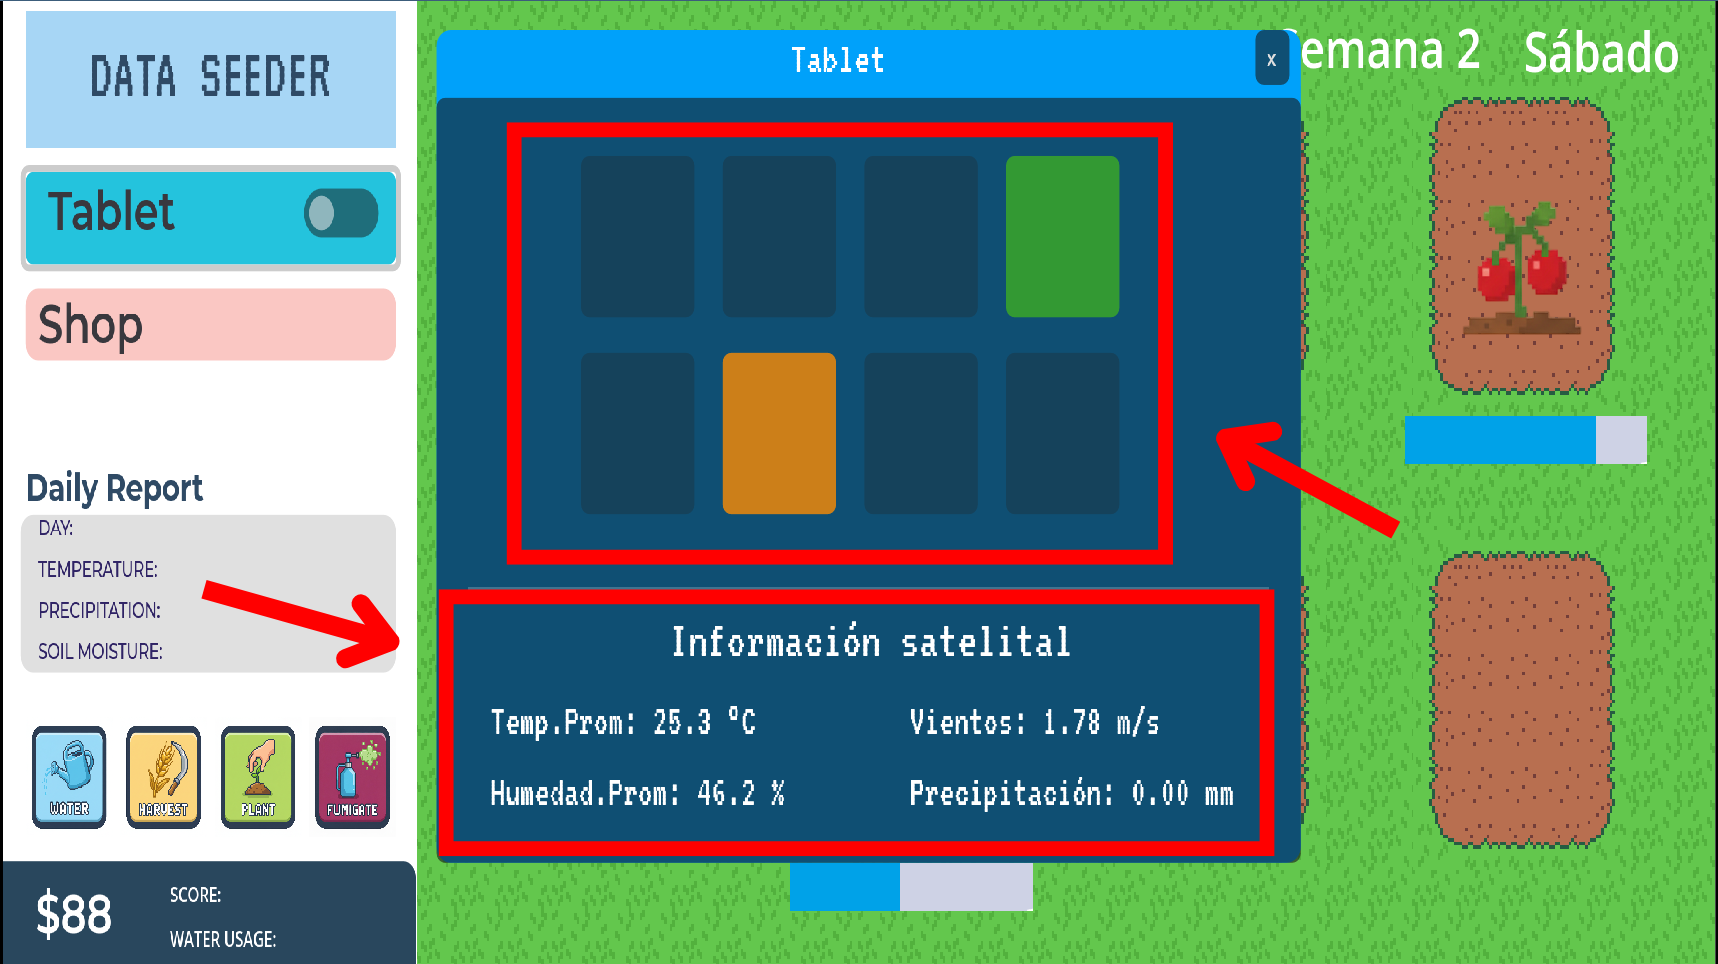 DATA SEEDER
Tablet
Shop
Daily Report
DAY:
TEMPERATURE:
PRECIPITATION:
SOIL MOISTURE:
WATER
HARVEST
PLANT
FUMIGATE
$88
SCORE:
WATER USAGE:
Tablet
x
emana 2 Sábado
Información satelital
Temp.Prom: 25.3 ºC
Vientos: 1.78 m/s
Humedad.Prom: 46.2 %
Precipitación: 0.00 mm